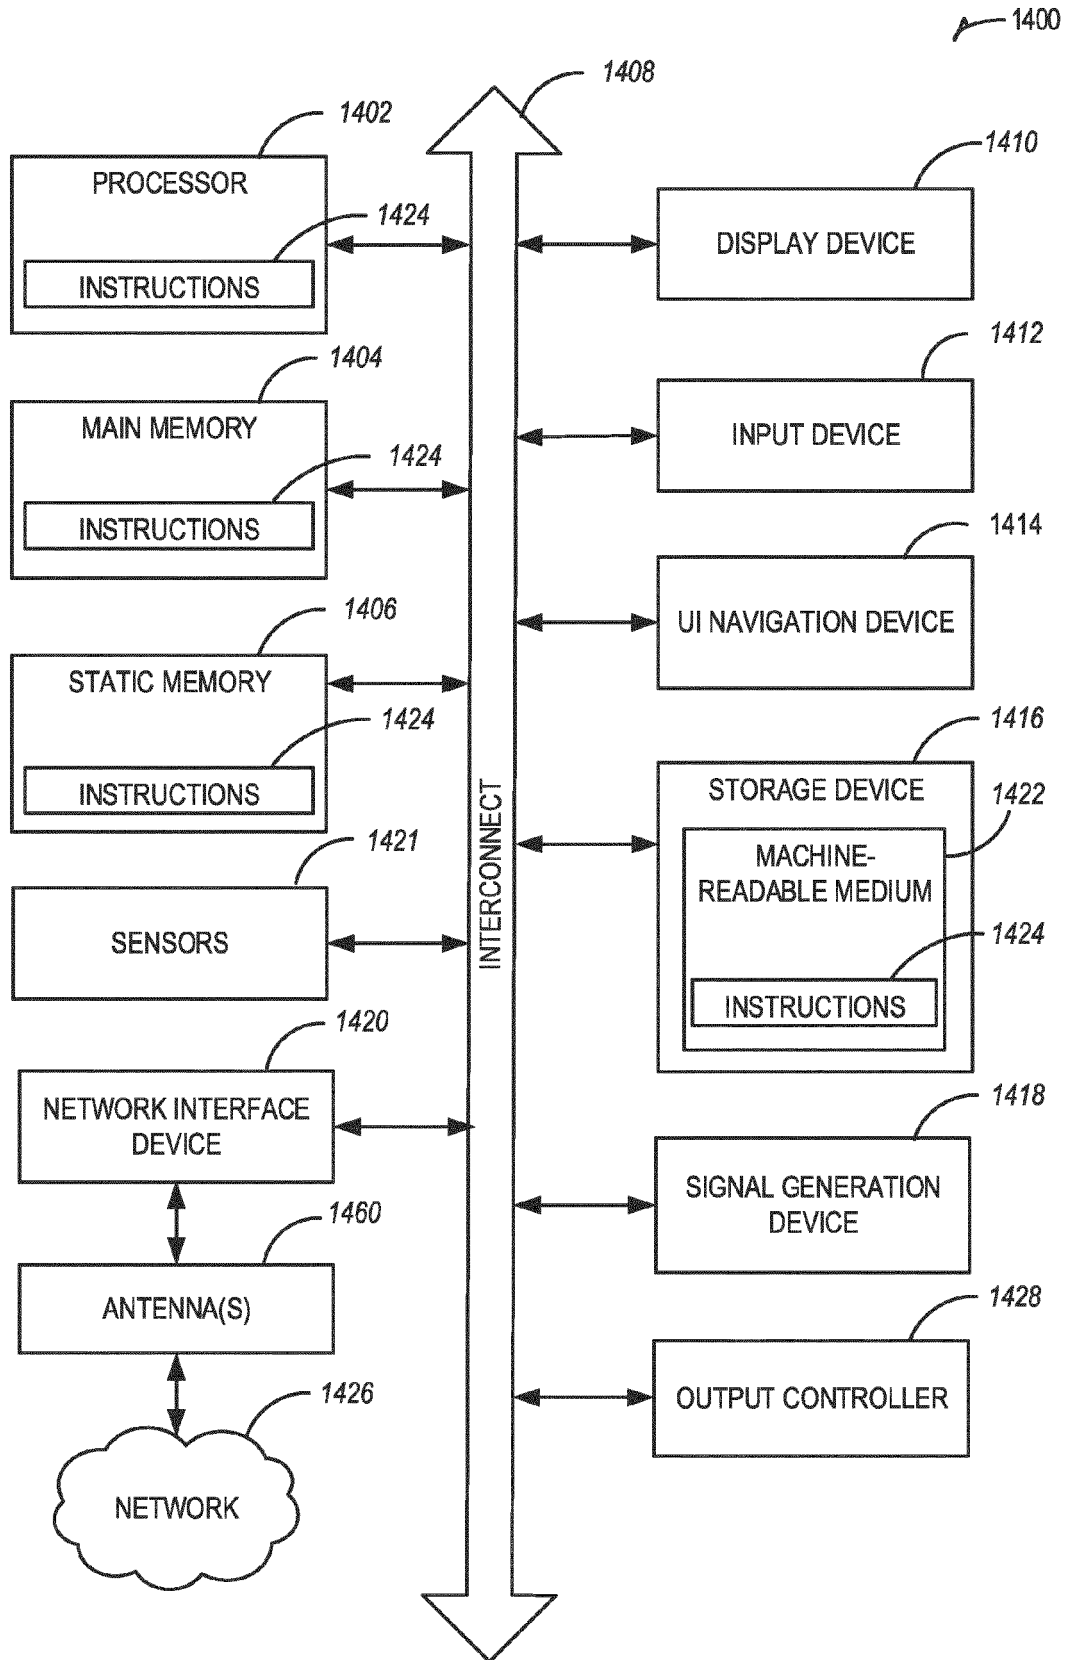 1400
1408
1402
PROCESSOR
1424
INSTRUCTIONS
1404
MAIN MEMORY
1424
INSTRUCTIONS
1406
STATIC MEMORY
1424
INSTRUCTIONS
1421
SENSORS
1420
NETWORK INTERFACE
DEVICE
1460
ANTENNA(S)
1426
NETWORK
INTERCONNECT
1410
DISPLAY DEVICE
1412
INPUT DEVICE
1414
UI NAVIGATION DEVICE
1416
STORAGE DEVICE
1422
MACHINE-
READABLE MEDIUM
1424
INSTRUCTIONS
1418
SIGNAL GENERATION
DEVICE
1428
OUTPUT CONTROLLER